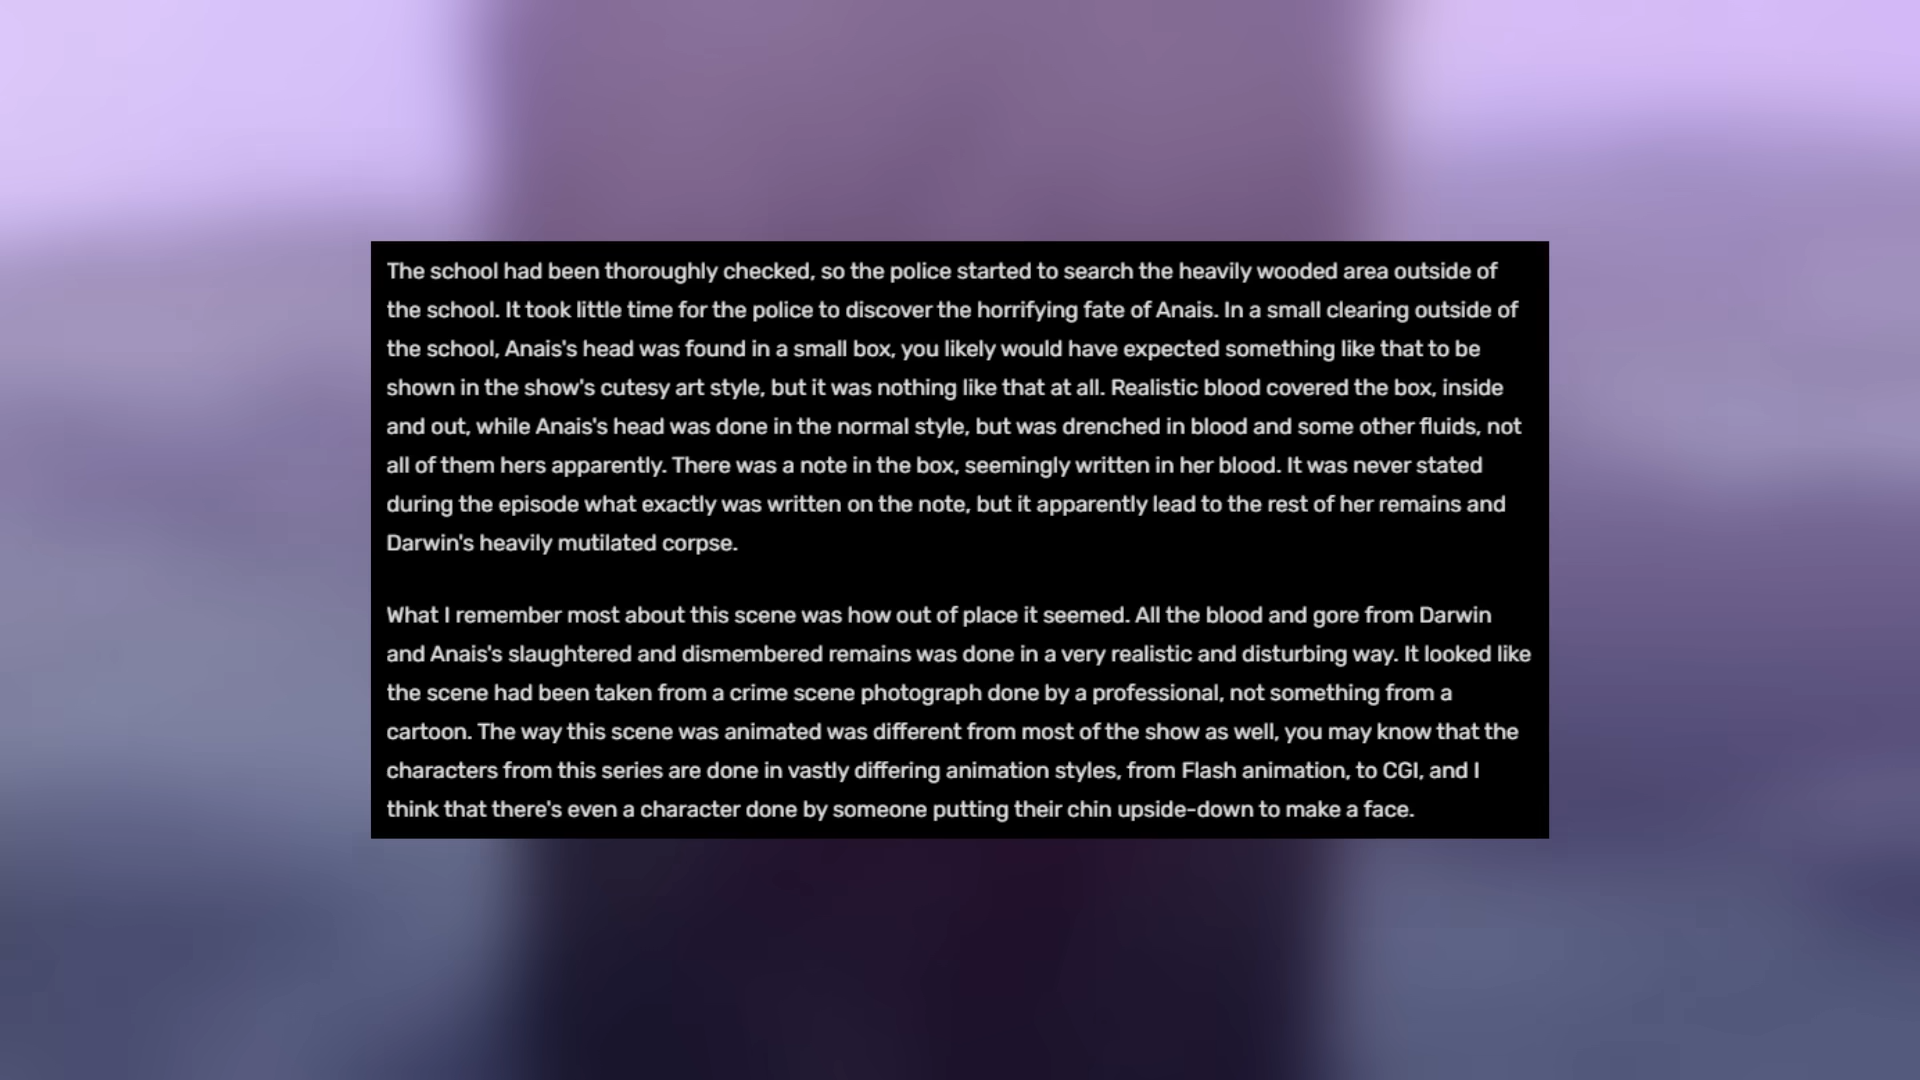 The school had been thoroughly checked, so the police started to search the heavily wooded area outside of
the school. It took little time for the police to discover the horrifying fate of Anais. In a small clearing outside of
the school, Anais's head was found in a small box, you likely would have expected something like that to be
shown in the show's cutesy art style, but it was nothing like that at all. Realistic blood covered the box, inside
and out, while Anais's head was done in the normal style, but was drenched in blood and some other fluids, not
all of them hers apparently. There was a note in the box, seemingly written in her blood. It was never stated
during the episode what exactly was written on the note, but it apparently lead to the rest of her remains and
Darwin's heavily mutilated corpse.
What I remember most about this scene was how out of place it seemed. All the blood and gore from Darwin
and Anais's slaughtered and dismembered remains was done in a very realistic and disturbing way. It looked like
the scene had been taken from a crime scene photograph done by a professional, not something from a
cartoon. The way this scene was animated was different from most of the show as well, you may know that the
characters from this series are done in vastly differing animation styles, from Flash animation, to CGI, and I
think that there's even a character done by someone putting their chin upside-down to make a face.